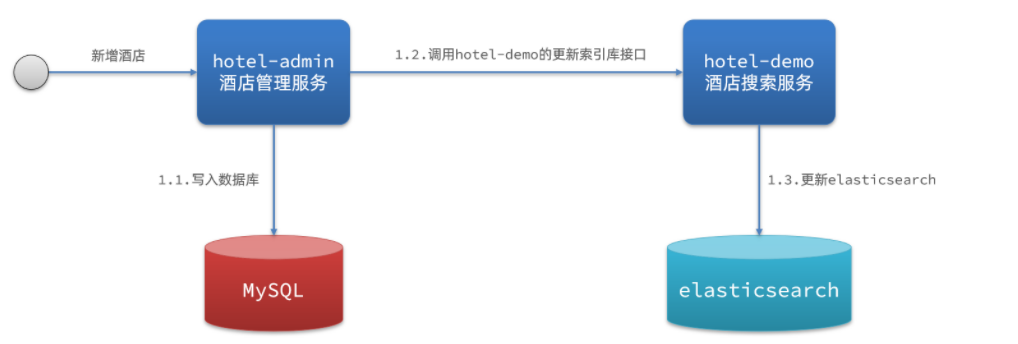 新增酒店
hotel-admin
酒店管理服务
1.2.调用hotel-demo的更新索引库接口
hotel-demo
酒店搜索服务
1.1.写入数据库
1.3.更新elasticsearch
MySQL
elasticsearch